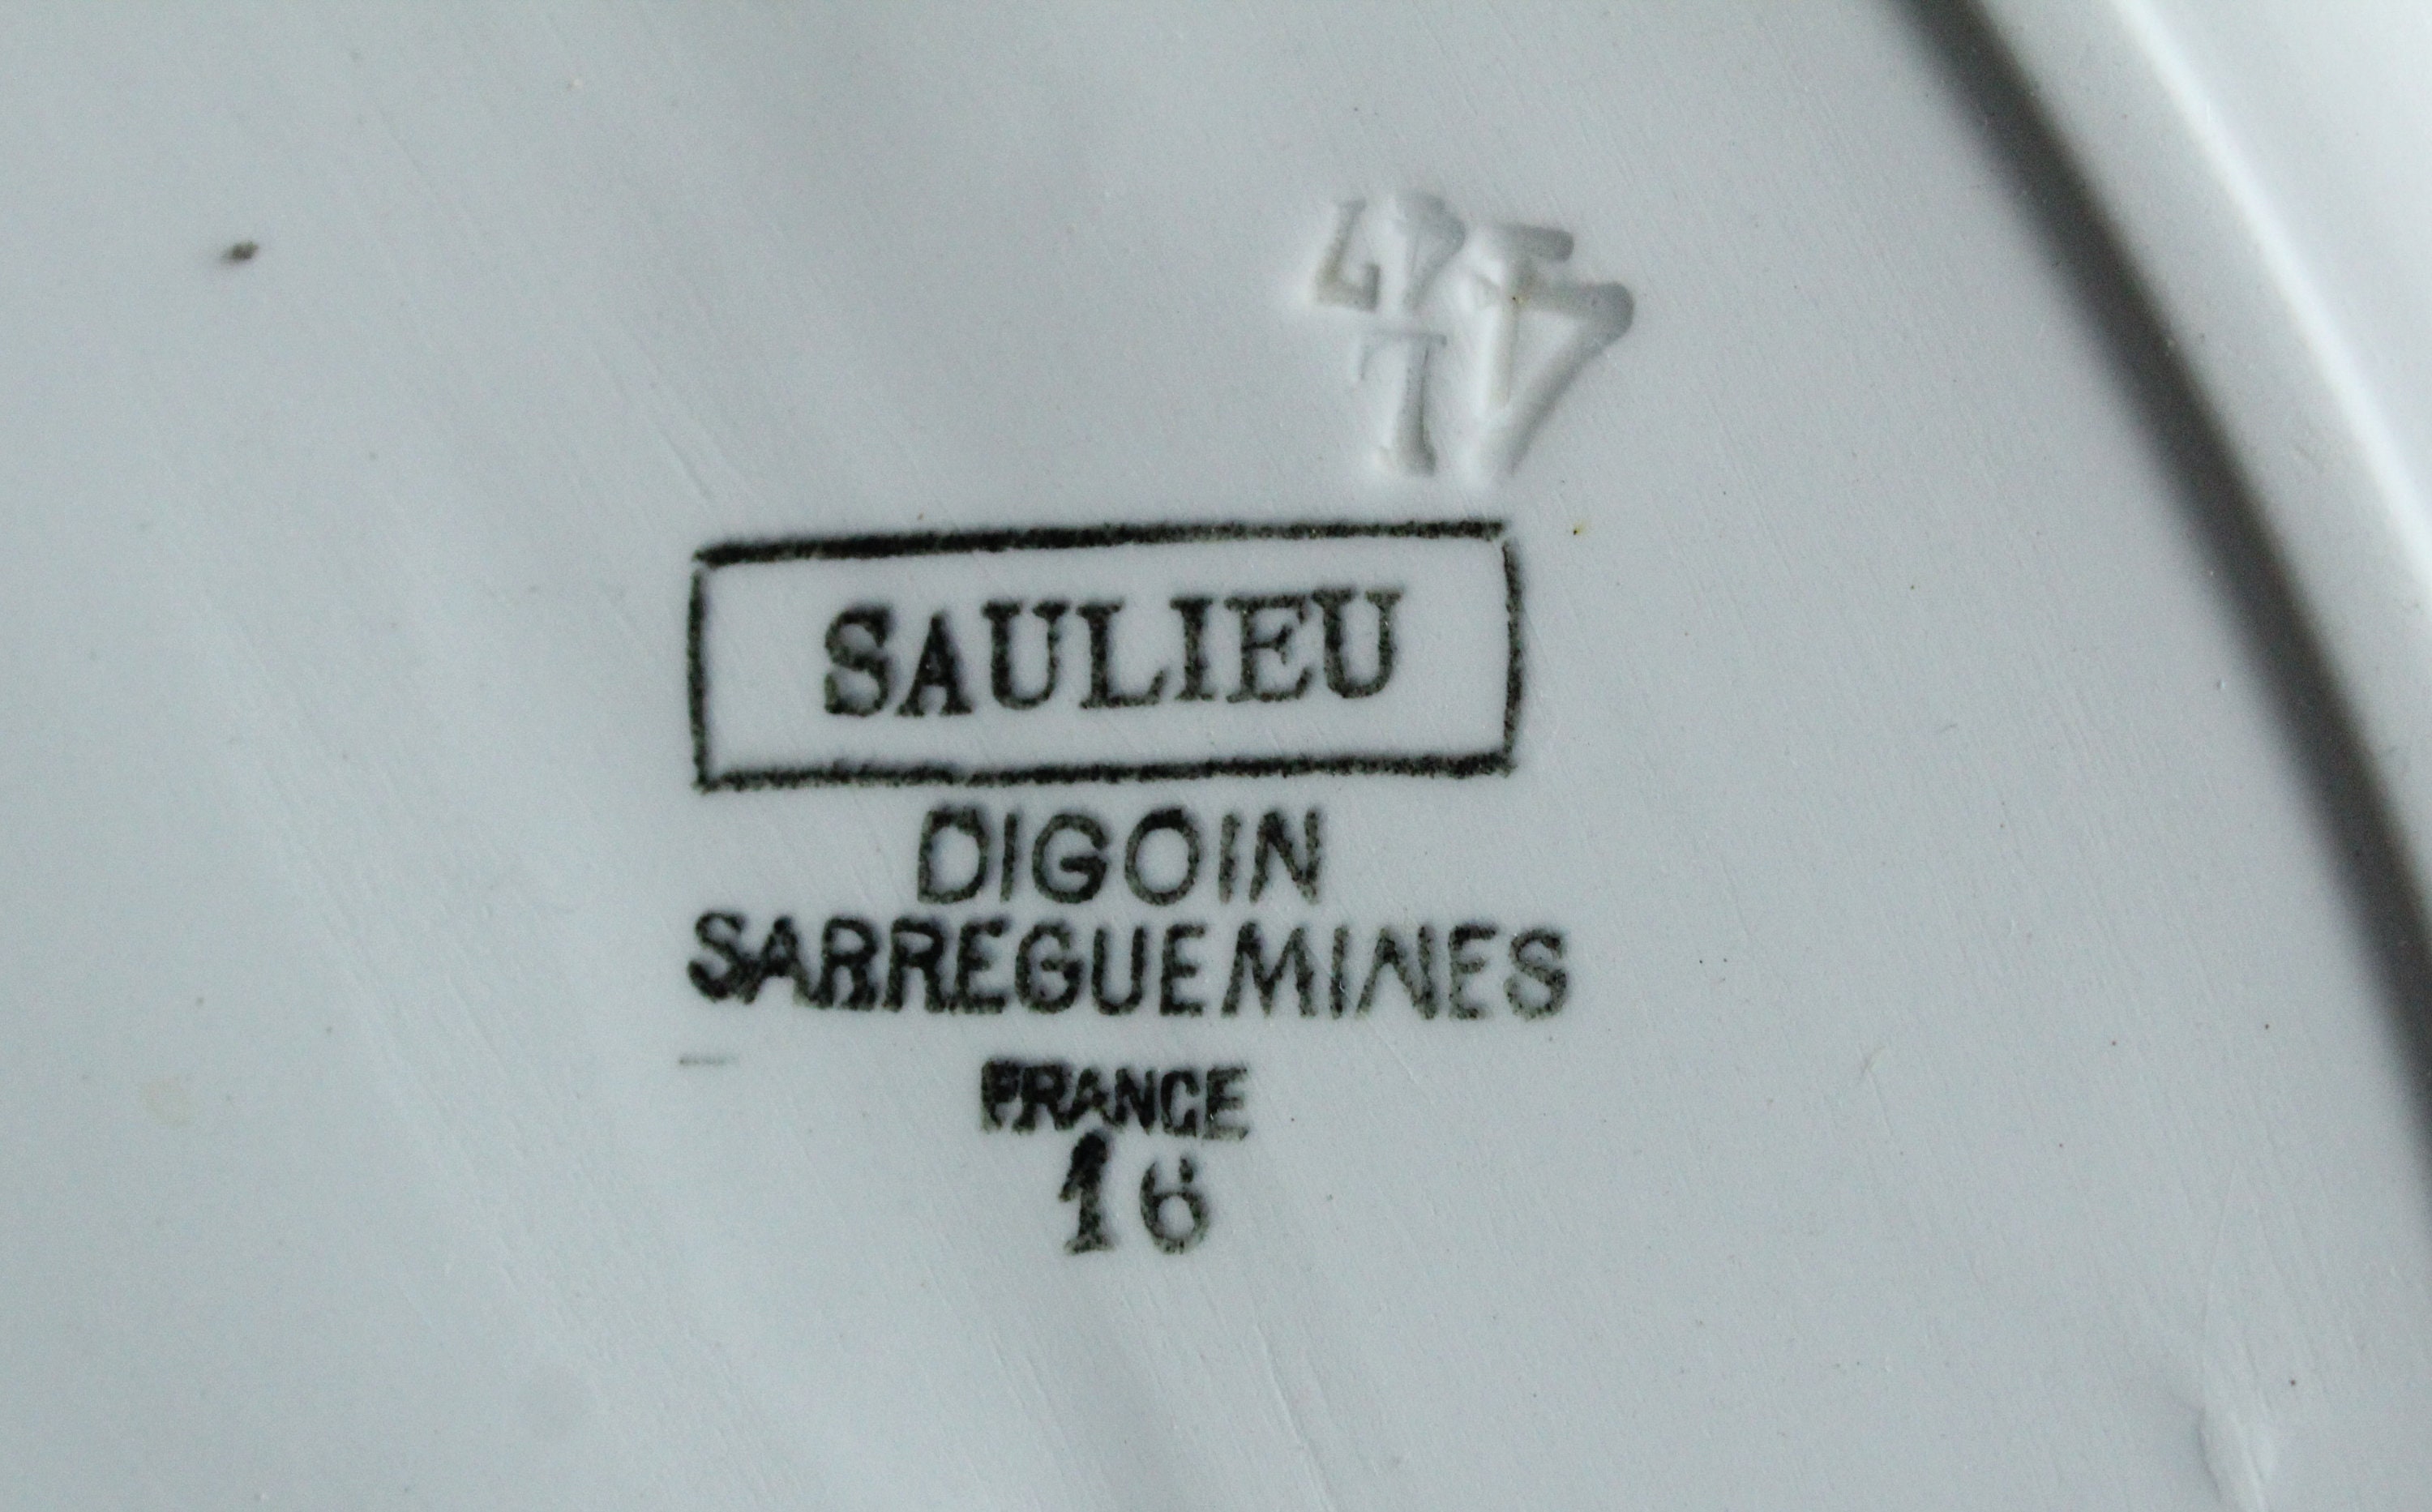 SAULIEU
DIGOIN
SARREGUEMINES
FRANCE
16